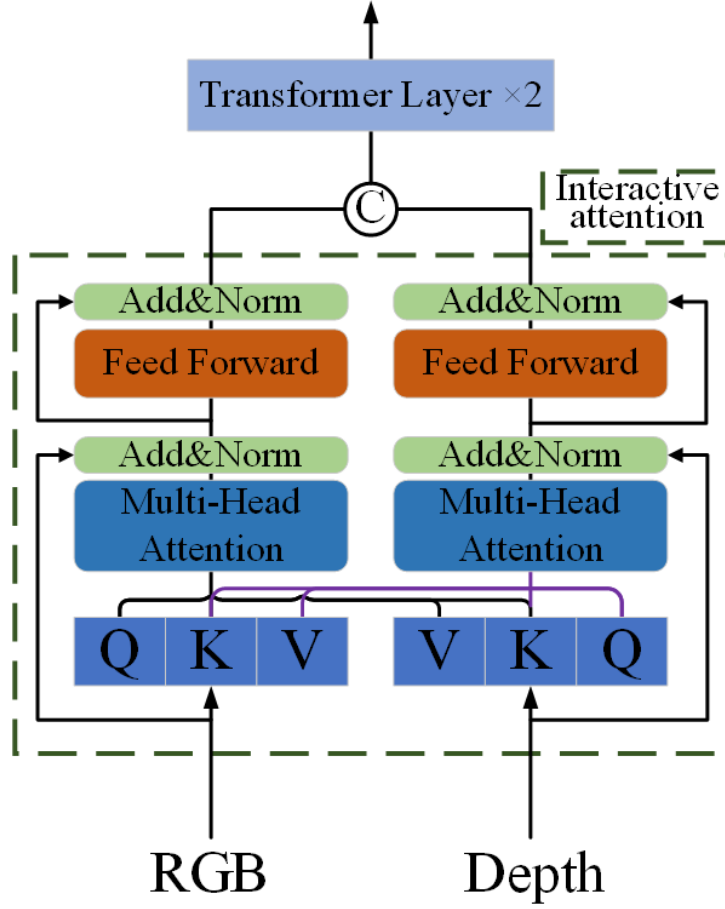 Transformer Layer ×2
C
Interactive
attention
Add&Norm
Add&Norm
Feed Forward
Feed Forward
Add&Norm
Add&Norm
Multi-Head
Attention
Multi-Head
Attention
Q K V
V K Q
RGB
Depth